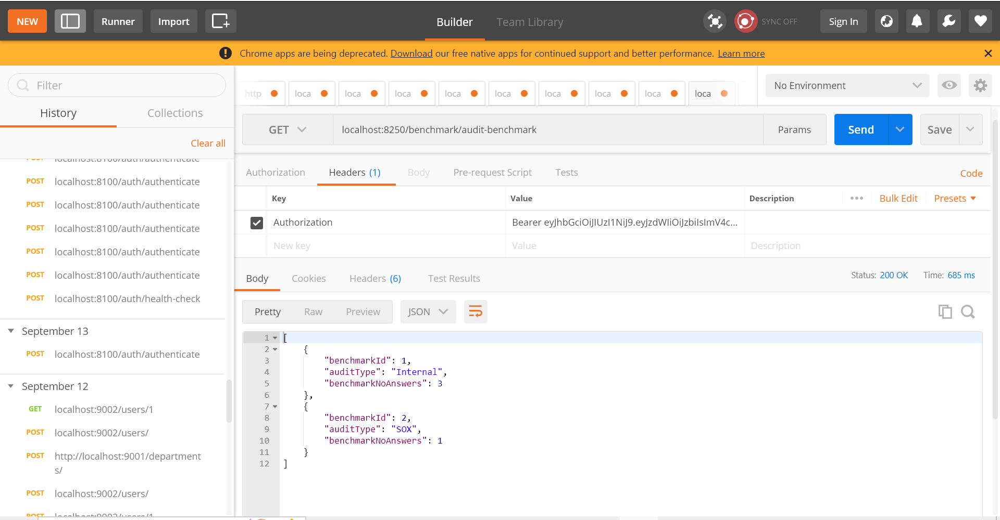 NEW
Runner
Import
Builder
Team Library
SYNC OFF
Sign In
Chrome apps are being deprecated. Download our free native apps for continued support and better performance. Learn more
Filter
History
Collections
Clear all
POST localhost:8100/auth/authenticate
POST localhost:8100/auth/authenticate
POST localhost:8100/auth/authenticate
POST localhost:8100/auth/authenticate
POST localhost:8100/auth/authenticate
POST localhost:8100/auth/authenticate
POST localhost:8100/auth/health-check
September 13
POST localhost:8100/auth/authenticate
September 12
GET localhost:9002/users/1
POST localhost:9002/users/
POST http://localhost:9001/department
s/
POST localhost:9002/users/
POST localhost:9002/users/1
http
loca
loca
loca
loca
loca
loca
loca
loca
loca
No Environment
GET
localhost:8250/benchmark/audit-benchmark
Params
Send
Save
Authorization
Headers (1)
Body
Pre-request Script
Tests
Code
Key
Value
Description
Bulk Edit
Presets
Authorization
Bearer eyJhbGciOiJIUzI1NiJ9.eyJzdWIiOiJzbiIsImV4c...
New key
Value
Description
Body
Cookies
Headers (6)
Test Results
Status: 200 OK
Time: 685 ms
Pretty
Raw
Preview
JSON
1 [
2 {
3 "benchmarkId": 1,
4 "auditType": "Internal",
5 "benchmarkNoAnswers": 3
6 },
7 {
8 "benchmarkId": 2,
9 "auditType": "SOX",
10 "benchmarkNoAnswers": 1
11 }
12 ]